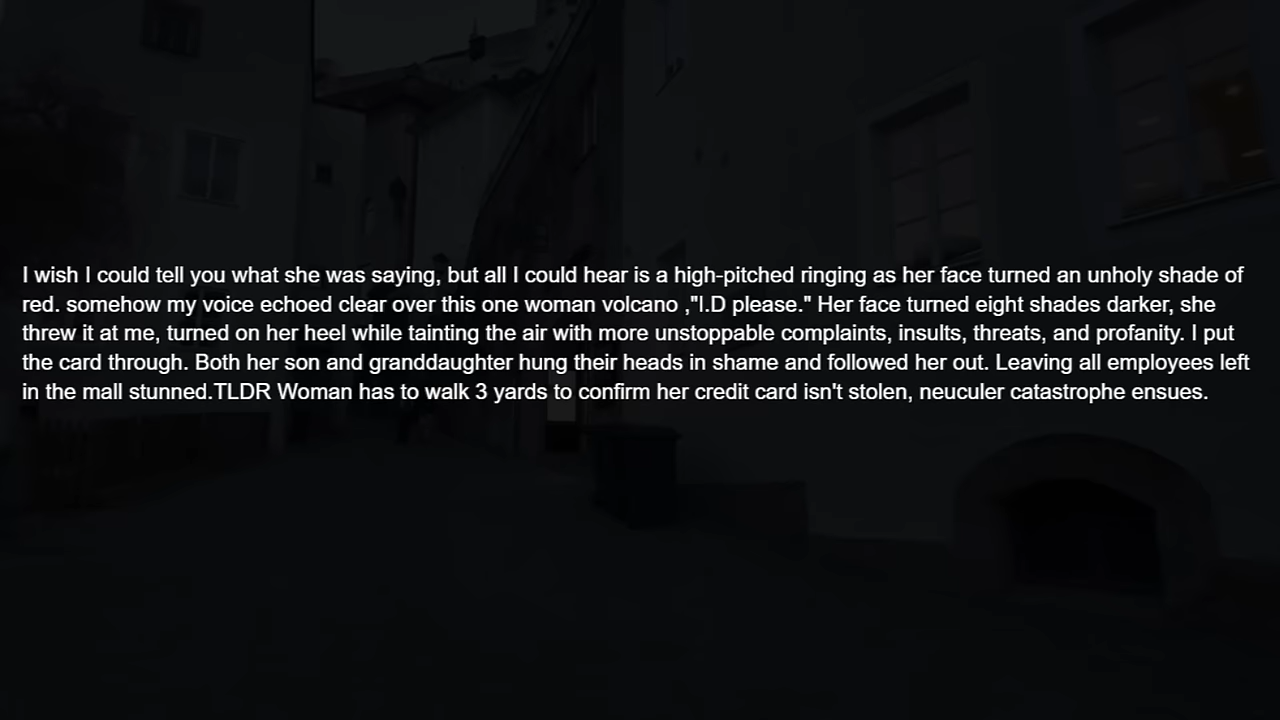 I wish I could tell you what she was saying, but all I could hear is a high-pitched ringing as her face turned an unholy shade of
red. somehow my voice echoed clear over this one woman volcano ,"I.D please." Her face turned eight shades darker, she
threw it at me, turned on her heel while tainting the air with more unstoppable complaints, insults, threats, and profanity. I put
the card through. Both her son and granddaughter hung their heads in shame and followed her out. Leaving all employees left
in the mall stunned.TLDR Woman has to walk 3 yards to confirm her credit card isn't stolen, neuculer catastrophe ensues.